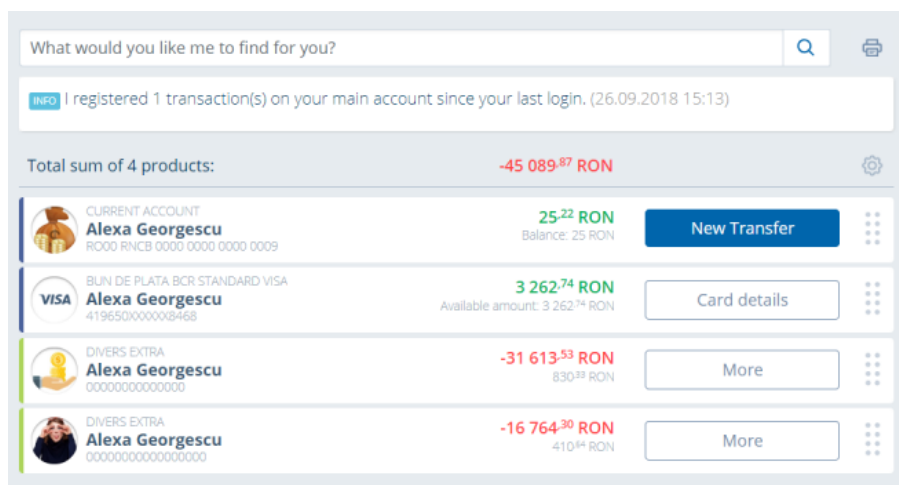 What would you like me to find for you?
INFO I registered 1 transaction(s) on your main account since your last login. (26.09.2018 15:13)
Total sum of 4 products: -45 089,87 RON
CURRENT ACCOUNT
Alexa Georgescu
RO00 RNCB 0000 0000 0000 0009
25,22 RON
Balance: 25 RON
New Transfer
BUN DE PLATA BCR STANDARD VISA
VISA
Alexa Georgescu
419650XXXXXX8468
3 262,74 RON
Available amount: 3 262,74 RON
Card details
DIVERS EXTRA
Alexa Georgescu
00000000000000
-31 613,53 RON
830,33 RON
More
DIVERS EXTRA
Alexa Georgescu
00000000000000000
-16 764,30 RON
410,64 RON
More